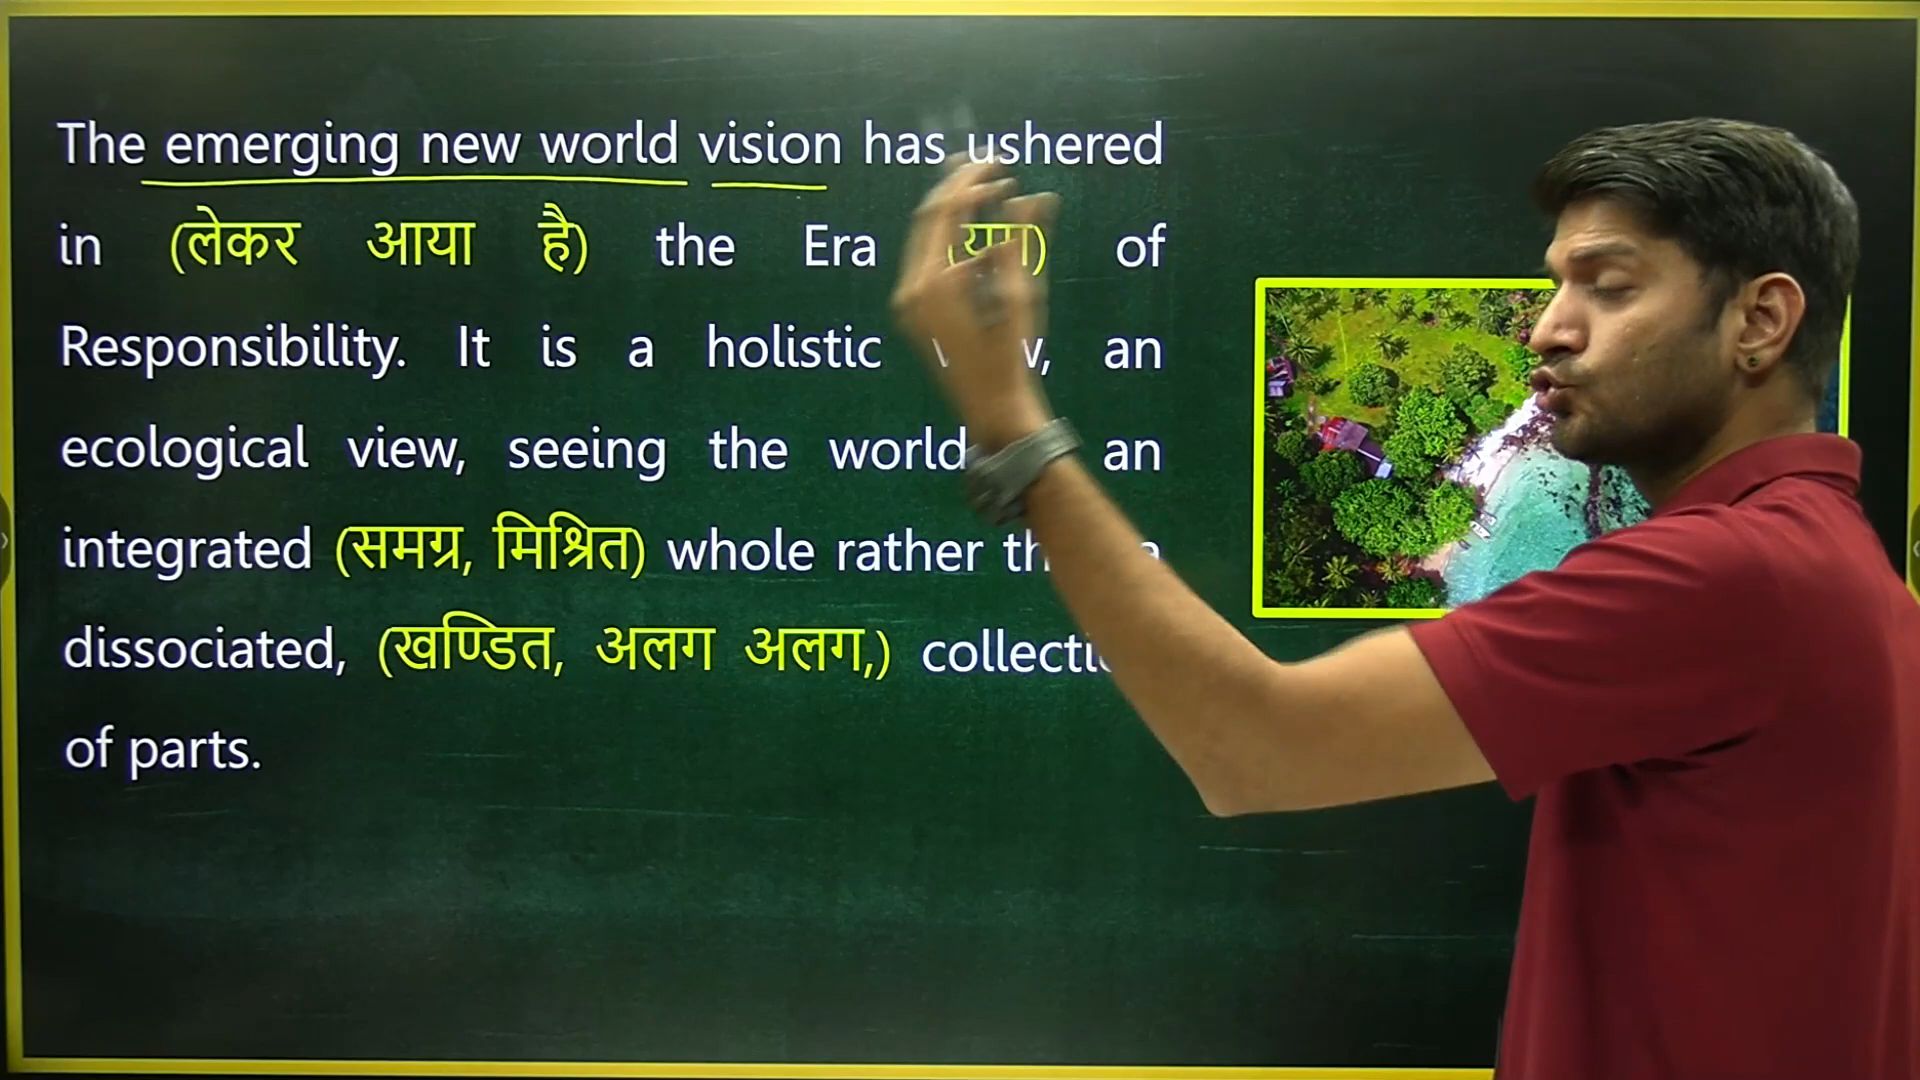 The emerging new world vision has ushered
in (लेकर आया है) the Era of
Responsibility. It is a holistic an
ecological view, seeing the world an
integrated (समग्र, मिश्रित) whole rather
dissociated, (खण्डित, अलग अलग,)
of parts.